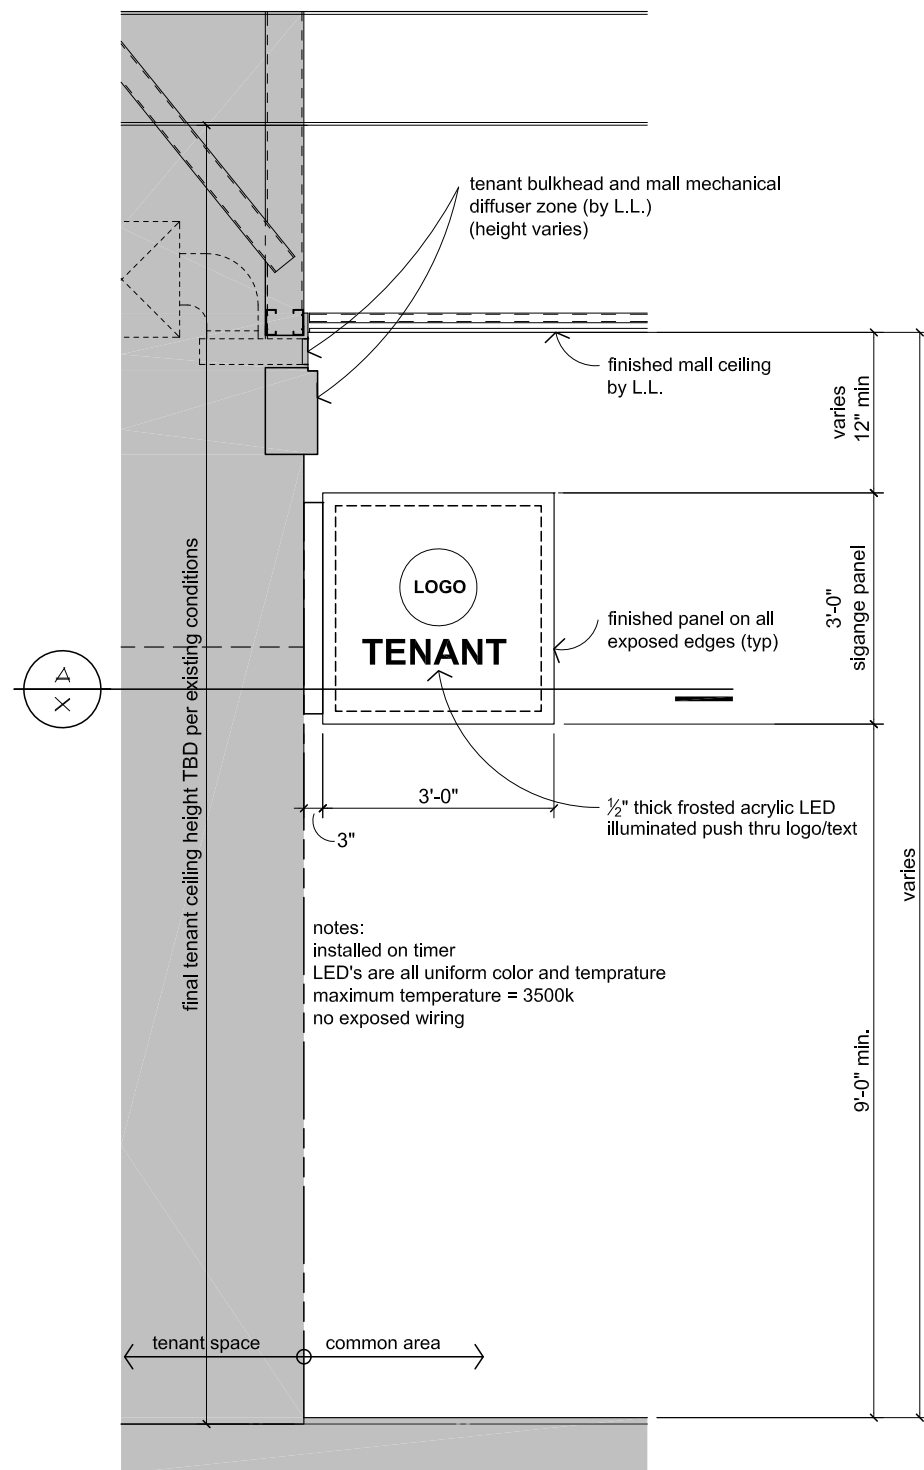 tenant bulkhead and mall mechanical
diffuser zone (by L.L.)
(height varies)
finished mall ceiling
by L.L.
varies
12" min
final tenant ceiling height TBD per existing conditions
LOGO
TENANT
finished panel on all
exposed edges (typ)
3'-0"
sigange panel
3'-0"
3"
½" thick frosted acrylic LED
illuminated push thru logo/text
varies
notes:
installed on timer
LED's are all uniform color and temprature
maximum temperature = 3500k
no exposed wiring
9'-0" min.
tenant space
common area